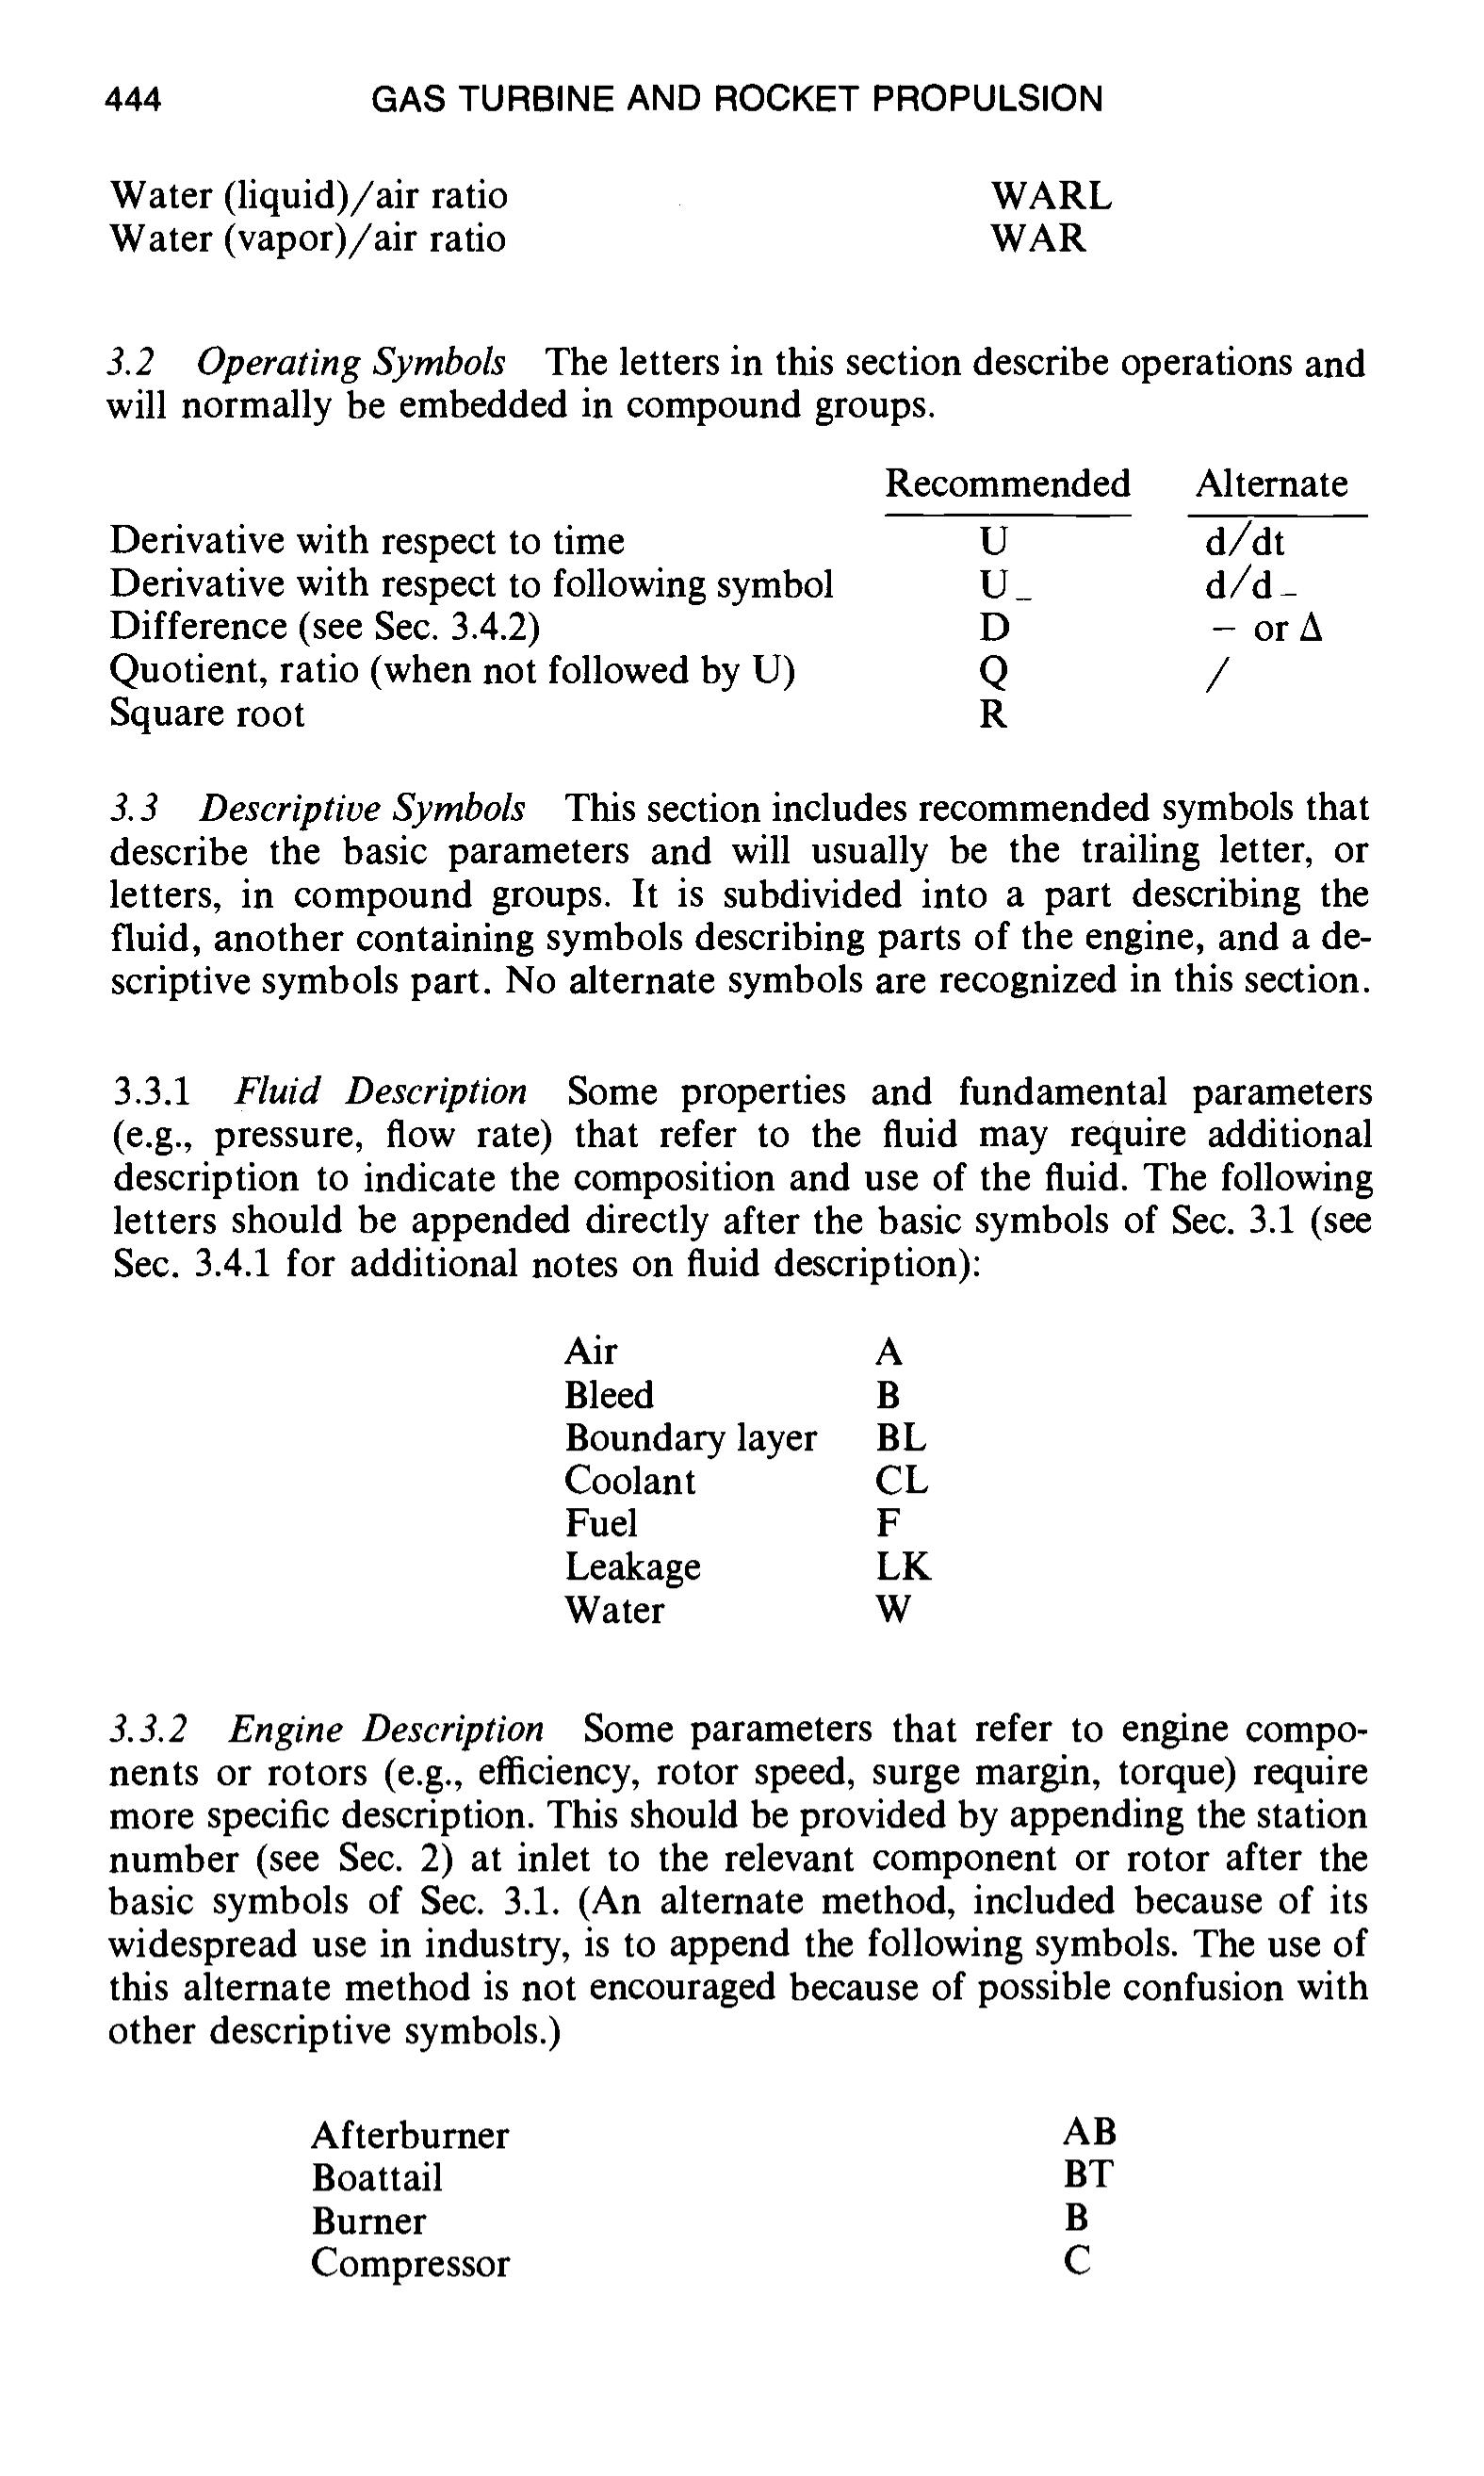 444 GAS TURBINE AND ROCKET PROPULSION
Water (liquid)/air ratio WARL
Water (vapor)/air ratio WAR
3.2 Operating Symbols The letters in this section describe operations and
will normally be embedded in compound groups.
Recommended Alternate
Derivative with respect to time U d/dt
Derivative with respect to following symbol U_ d/d_
Difference (see Sec. 3.4.2) D − or Δ
Quotient, ratio (when not followed by U) Q /
Square root R
3.3 Descriptive Symbols This section includes recommended symbols that
describe the basic parameters and will usually be the trailing letter, or
letters, in compound groups. It is subdivided into a part describing the
fluid, another containing symbols describing parts of the engine, and a de-
scriptive symbols part. No alternate symbols are recognized in this section.
3.3.1 Fluid Description Some properties and fundamental parameters
(e.g., pressure, flow rate) that refer to the fluid may require additional
description to indicate the composition and use of the fluid. The following
letters should be appended directly after the basic symbols of Sec. 3.1 (see
Sec. 3.4.1 for additional notes on fluid description):
Air A
Bleed B
Boundary layer BL
Coolant CL
Fuel F
Leakage LK
Water W
3.3.2 Engine Description Some parameters that refer to engine compo-
nents or rotors (e.g., efficiency, rotor speed, surge margin, torque) require
more specific description. This should be provided by appending the station
number (see Sec. 2) at inlet to the relevant component or rotor after the
basic symbols of Sec. 3.1. (An alternate method, included because of its
widespread use in industry, is to append the following symbols. The use of
this alternate method is not encouraged because of possible confusion with
other descriptive symbols.)
Afterburner AB
Boattail BT
Burner B
Compressor C